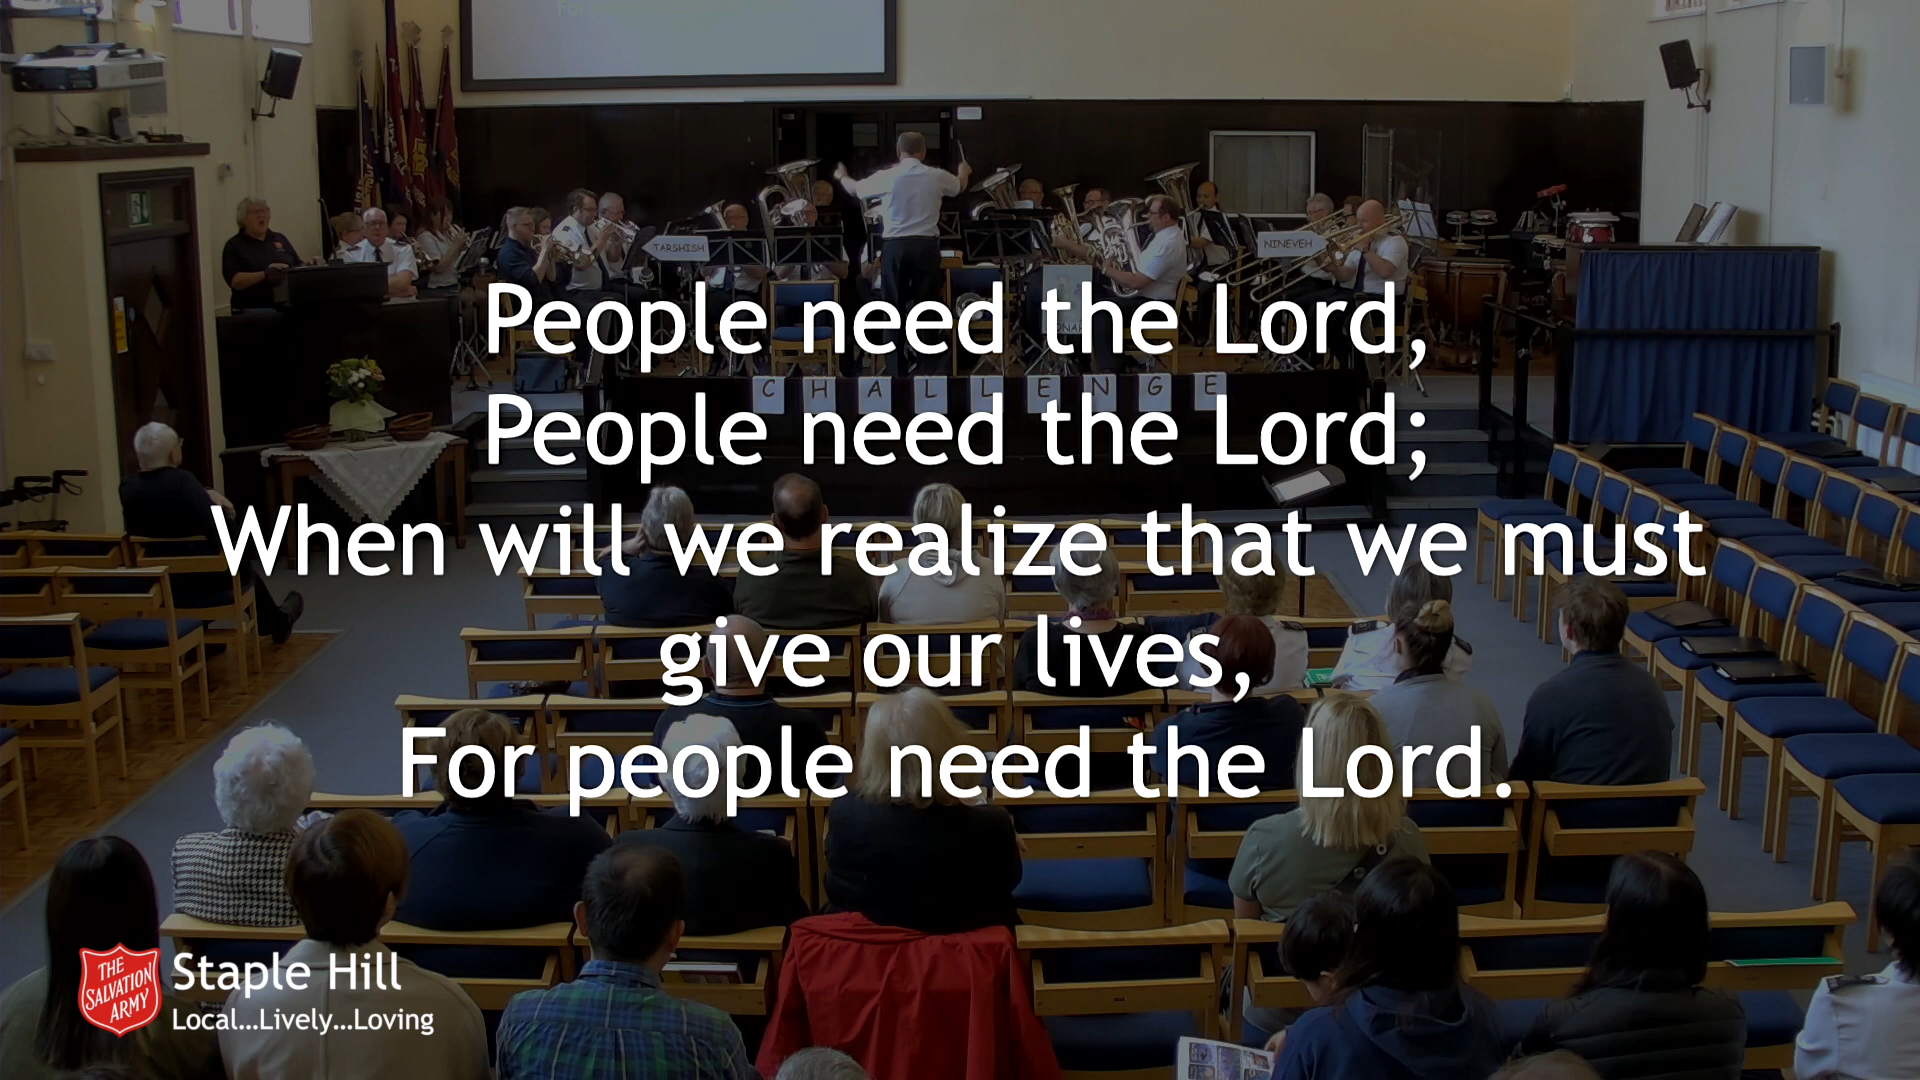 TARSHISH
NINEVEH
People need the Lord,
CHALLENGE
People need the Lord;
When will we realize that we must
give our lives,
For people need the Lord.
THE
SALVATION
ARMY
Staple Hill
Local...Lively...Loving